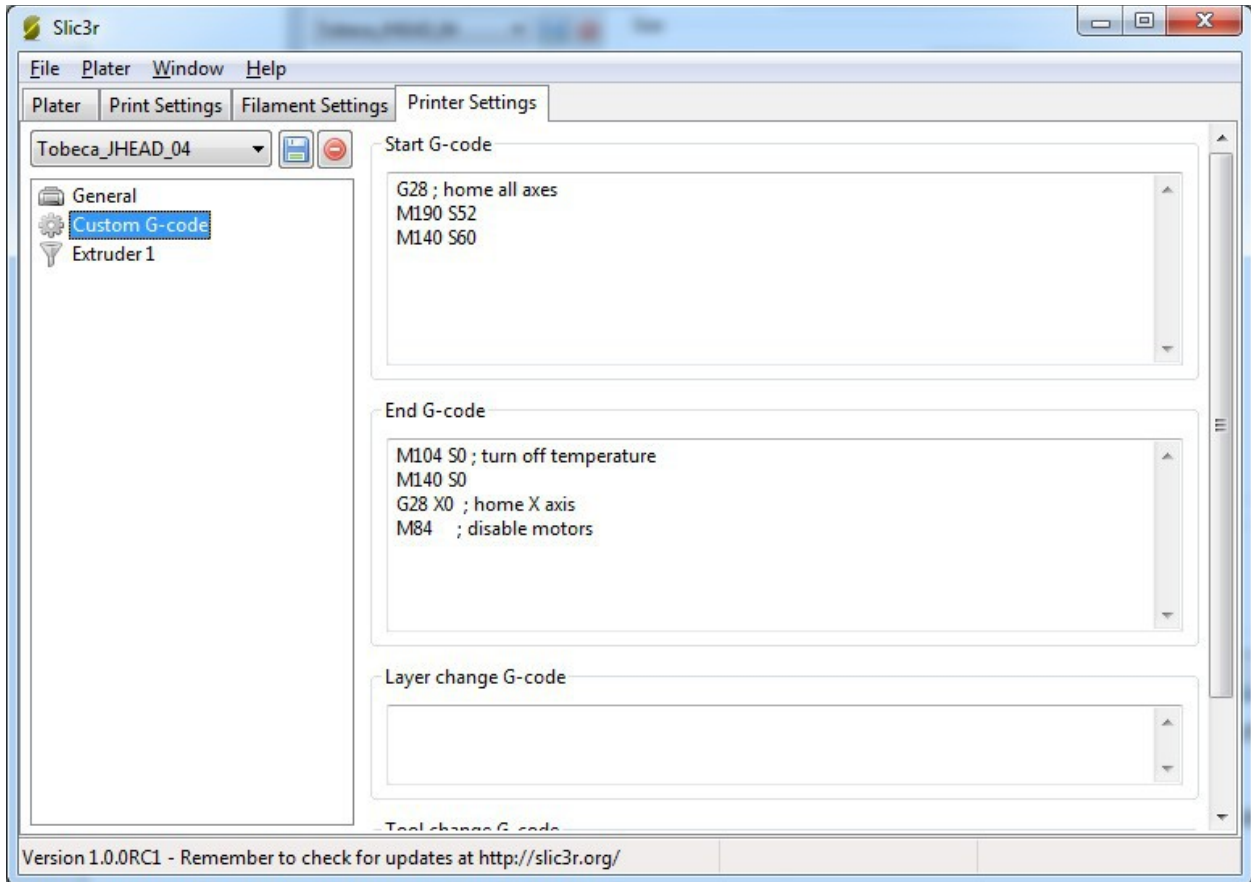 Slic3r
File Plater Window Help
Plater Print Settings Filament Settings Printer Settings
Tobeca_JHEAD_04
General
Custom G-code
Extruder 1
Start G-code
G28 ; home all axes
M190 S52
M140 S60
End G-code
M104 S0 ; turn off temperature
M140 S0
G28 X0 ; home X axis
M84 ; disable motors
Layer change G-code
Tool change G-code
Version 1.0.0RC1 - Remember to check for updates at http://slic3r.org/